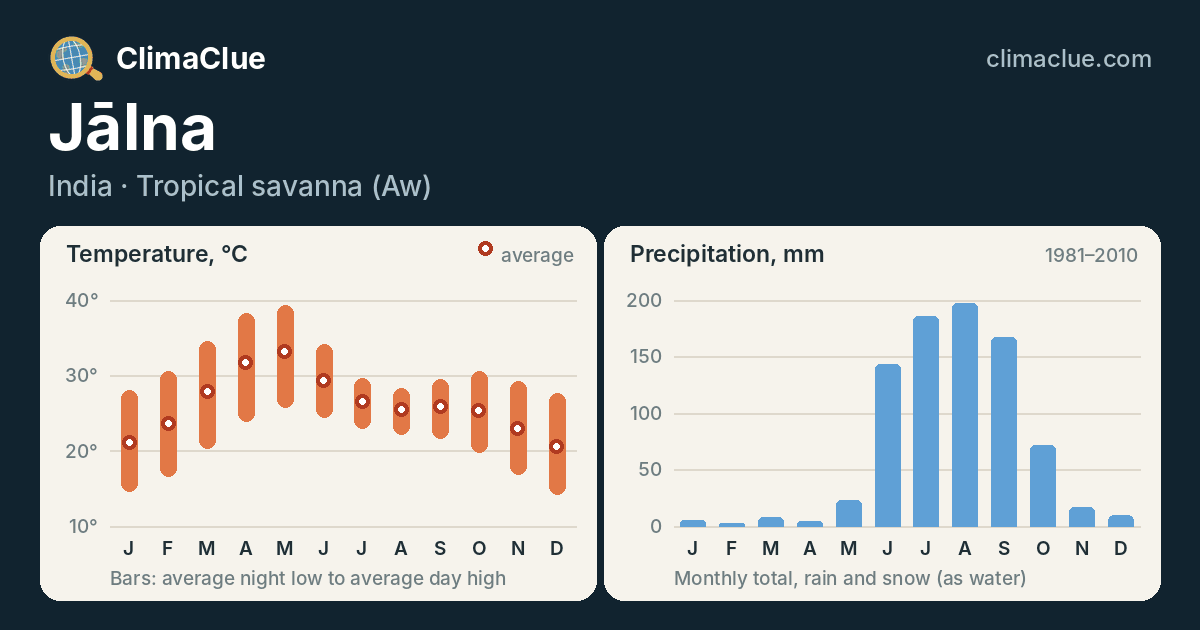 ClimaClue
climaclue.com
Jālna
India · Tropical savanna (Aw)
Temperature, °C
average
40°
30°
20°
10°
J F M A M J J A S O N D
Bars: average night low to average day high
Precipitation, mm
1981–2010
200
150
100
50
0
J F M A M J J A S O N D
Monthly total, rain and snow (as water)